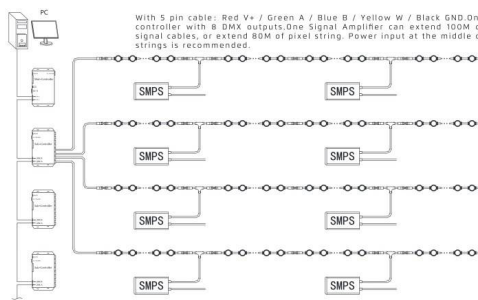 PC
With 5 pin cable: Red V+ / Green A / Blue B / Yellow W / Black GND.On
controller with 8 DMX outputs.One Signal Amplifier can extend 100M
signal cables, or extend 80M of pixel string. Power input at the middle
strings is recommended.
SMPS SMPS
SMPS SMPS
SMPS SMPS
SMPS SMPS